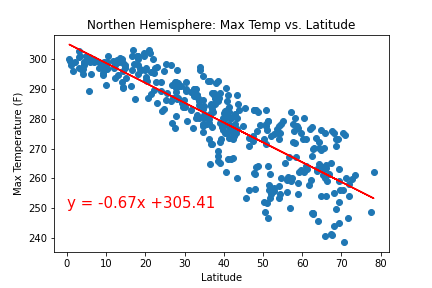 Northen Hemisphere: Max Temp vs. Latitude
Max Temperature (F)
300
290
280
270
260
250
240
y = -0.67x +305.41
0 10 20 30 40 50 60 70 80
Latitude